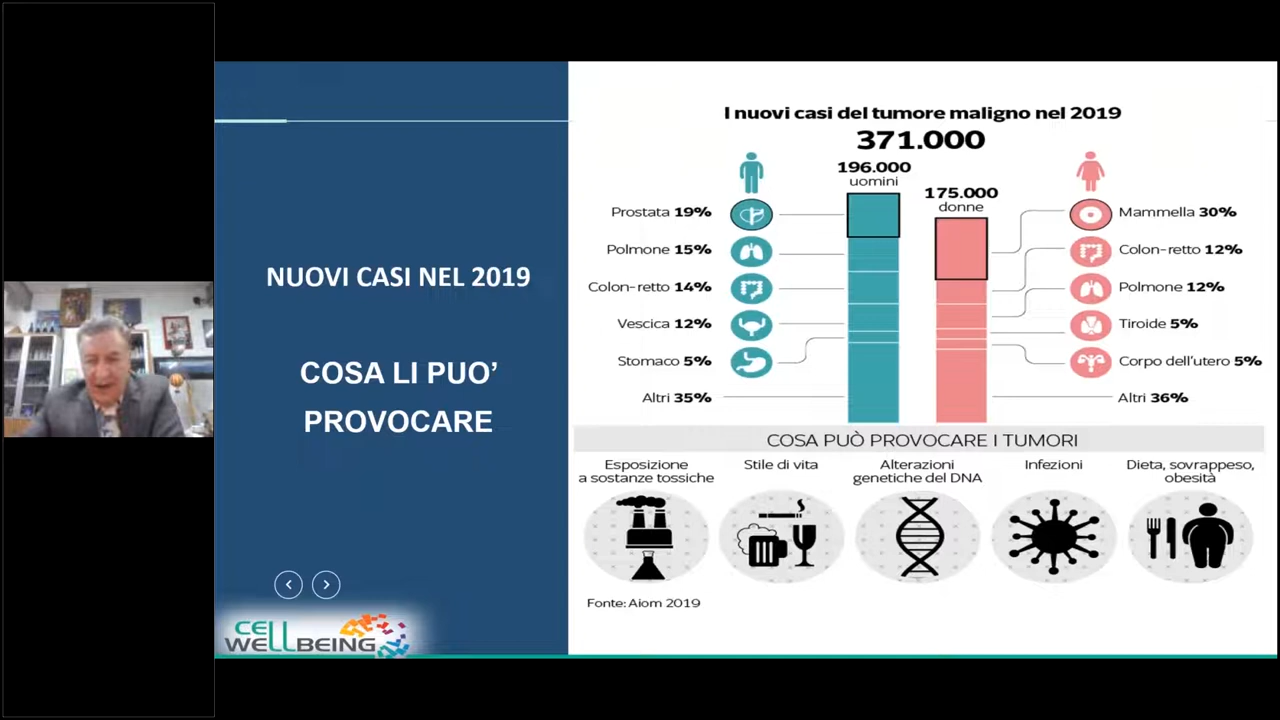 NUOVI CASI NEL 2019
COSA LI PUO’
PROVOCARE
CELL
WELLBEING
I nuovi casi del tumore maligno nel 2019
371.000
196.000
uomini
175.000
donne
Prostata 19%
Polmone 15%
Colon-retto 14%
Vescica 12%
Stomaco 5%
Altri 35%
Mammella 30%
Colon-retto 12%
Polmone 12%
Tiroide 5%
Corpo dell’utero 5%
Altri 36%
COSA PUÒ PROVOCARE I TUMORI
Esposizione
a sostanze tossiche
Stile di vita
Alterazioni
genetiche del DNA
Infezioni
Dieta, sovrappeso,
obesità
Fonte: Aiom 2019